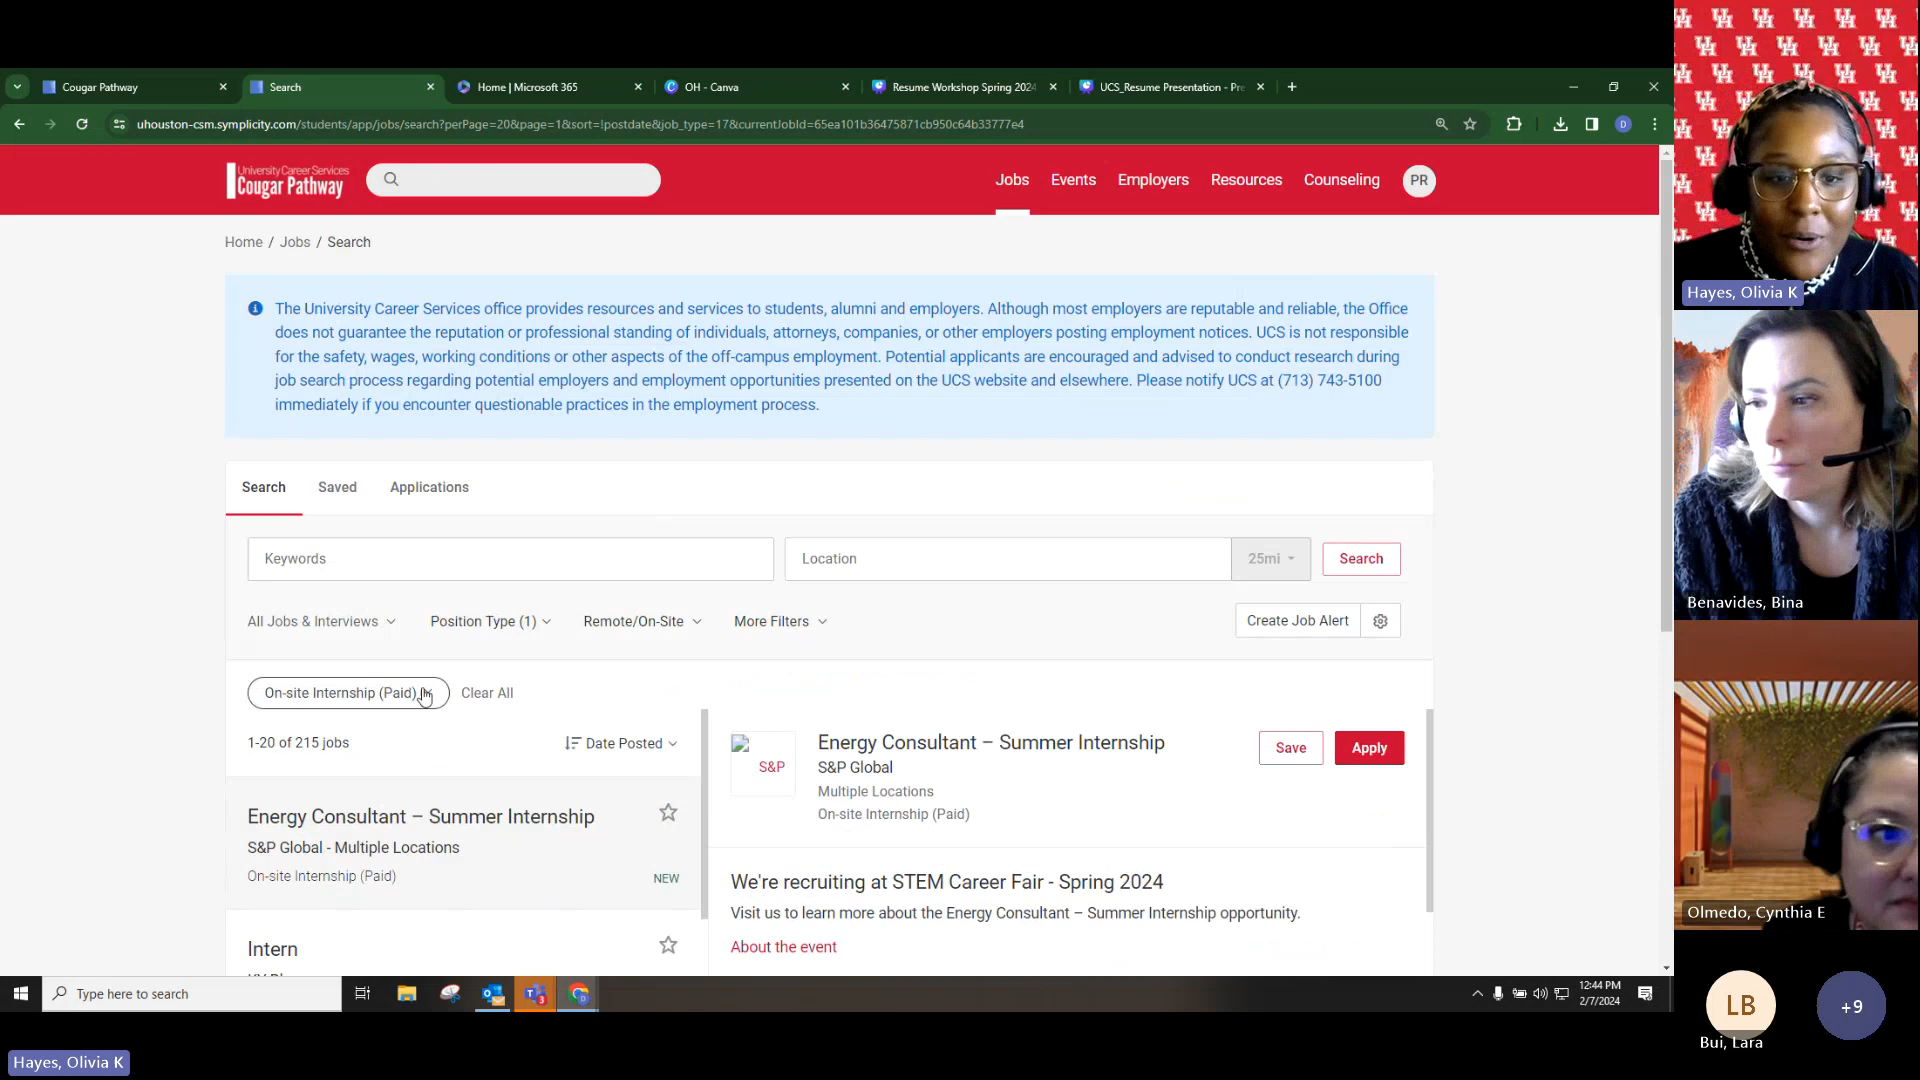 Cougar Pathway
Search
Home | Microsoft 365
OH - Canva
Resume Workshop Spring 2024
UCS_Resume Presentation - Pre
uhouston-csm.symplicity.com/students/app/jobs/search?perPage=20&page=1&sort=!postdate&job_type=17&currentJobId=65ea101b36475871cb950c64b33777e4
D
University Career Services
Cougar Pathway
Jobs
Events
Employers
Resources
Counseling
PR
Home / Jobs / Search
The University Career Services office provides resources and services to students, alumni and employers. Although most employers are reputable and reliable, the Office
does not guarantee the reputation or professional standing of individuals, attorneys, companies, or other employers posting employment notices. UCS is not responsible
for the safety, wages, working conditions or other aspects of the off-campus employment. Potential applicants are encouraged and advised to conduct research during
job search process regarding potential employers and employment opportunities presented on the UCS website and elsewhere. Please notify UCS at (713) 743-5100
immediately if you encounter questionable practices in the employment process.
Search
Saved
Applications
Keywords
Location
25mi
Search
All Jobs & Interviews
Position Type (1)
Remote/On-Site
More Filters
Create Job Alert
On-site Internship (Paid)
Clear All
1-20 of 215 jobs
Date Posted
Energy Consultant – Summer Internship
S&P Global - Multiple Locations
On-site Internship (Paid)
NEW
Intern
S&P
Energy Consultant – Summer Internship
S&P Global
Multiple Locations
On-site Internship (Paid)
Save
Apply
We're recruiting at STEM Career Fair - Spring 2024
Visit us to learn more about the Energy Consultant – Summer Internship opportunity.
About the event
Type here to search
3
12:44 PM
2/7/2024
Hayes, Olivia K
Benavides, Bina
Olmedo, Cynthia E
LB
Bui, Lara
+9
Hayes, Olivia K